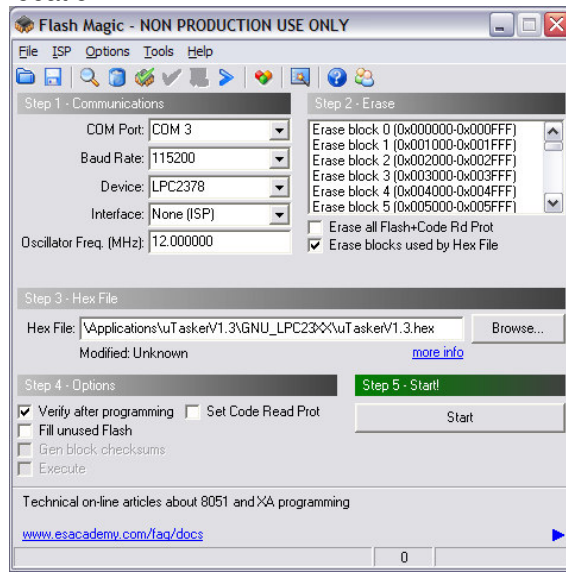 Flash Magic - NON PRODUCTION USE ONLY
File ISP Options Tools Help
Step 1 - Communications
COM Port: COM 3
Baud Rate: 115200
Device: LPC2378
Interface: None (ISP)
Oscillator Freq. (MHz): 12.000000
Step 2 - Erase
Erase block 0 (0x000000-0x000FFF)
Erase block 1 (0x001000-0x001FFF)
Erase block 2 (0x002000-0x002FFF)
Erase block 3 (0x003000-0x003FFF)
Erase block 4 (0x004000-0x004FFF)
Erase block 5 (0x005000-0x005FFF)
Erase all Flash+Code Rd Prot
Erase blocks used by Hex File
Step 3 - Hex File
Hex File: \Applications\uTaskerV1.3\GNU_LPC23XX\uTaskerV1.3.hex Browse...
Modified: Unknown more info
Step 4 - Options
Verify after programming Set Code Read Prot
Fill unused Flash
Gen block checksums
Execute
Step 5 - Start!
Start
Technical on-line articles about 8051 and XA programming
www.esacademy.com/faq/docs
0